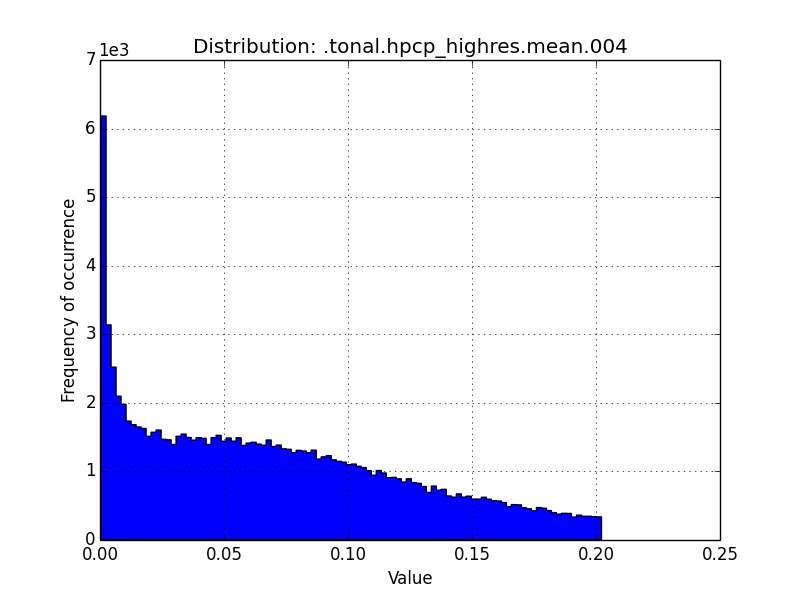 Distribution: .tonal.hpcp_highres.mean.004
1e3
7
6
5
4
3
2
1
0
Frequency of occurrence
0.00 0.05 0.10 0.15 0.20 0.25
Value